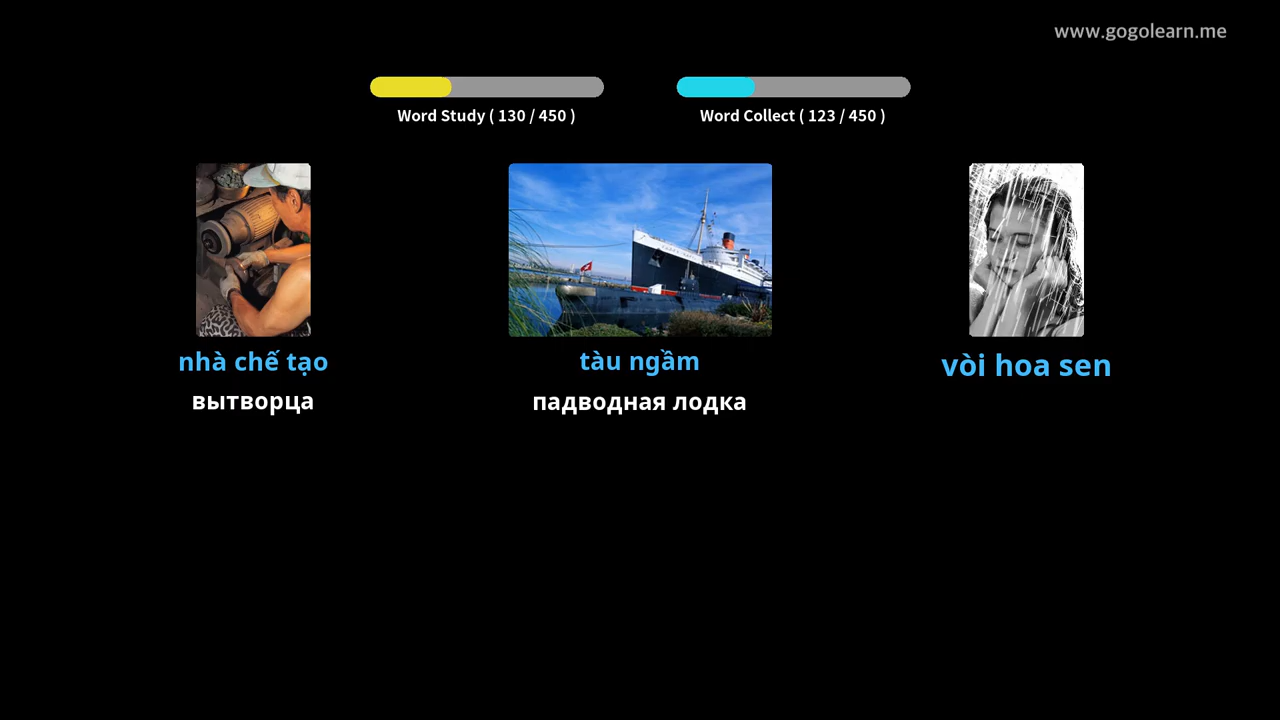 www.gogolearn.me
Word Study ( 130 / 450 )
Word Collect ( 123 / 450 )
nhà chế tạo
вытворца
tàu ngầm
падводная лодка
vòi hoa sen